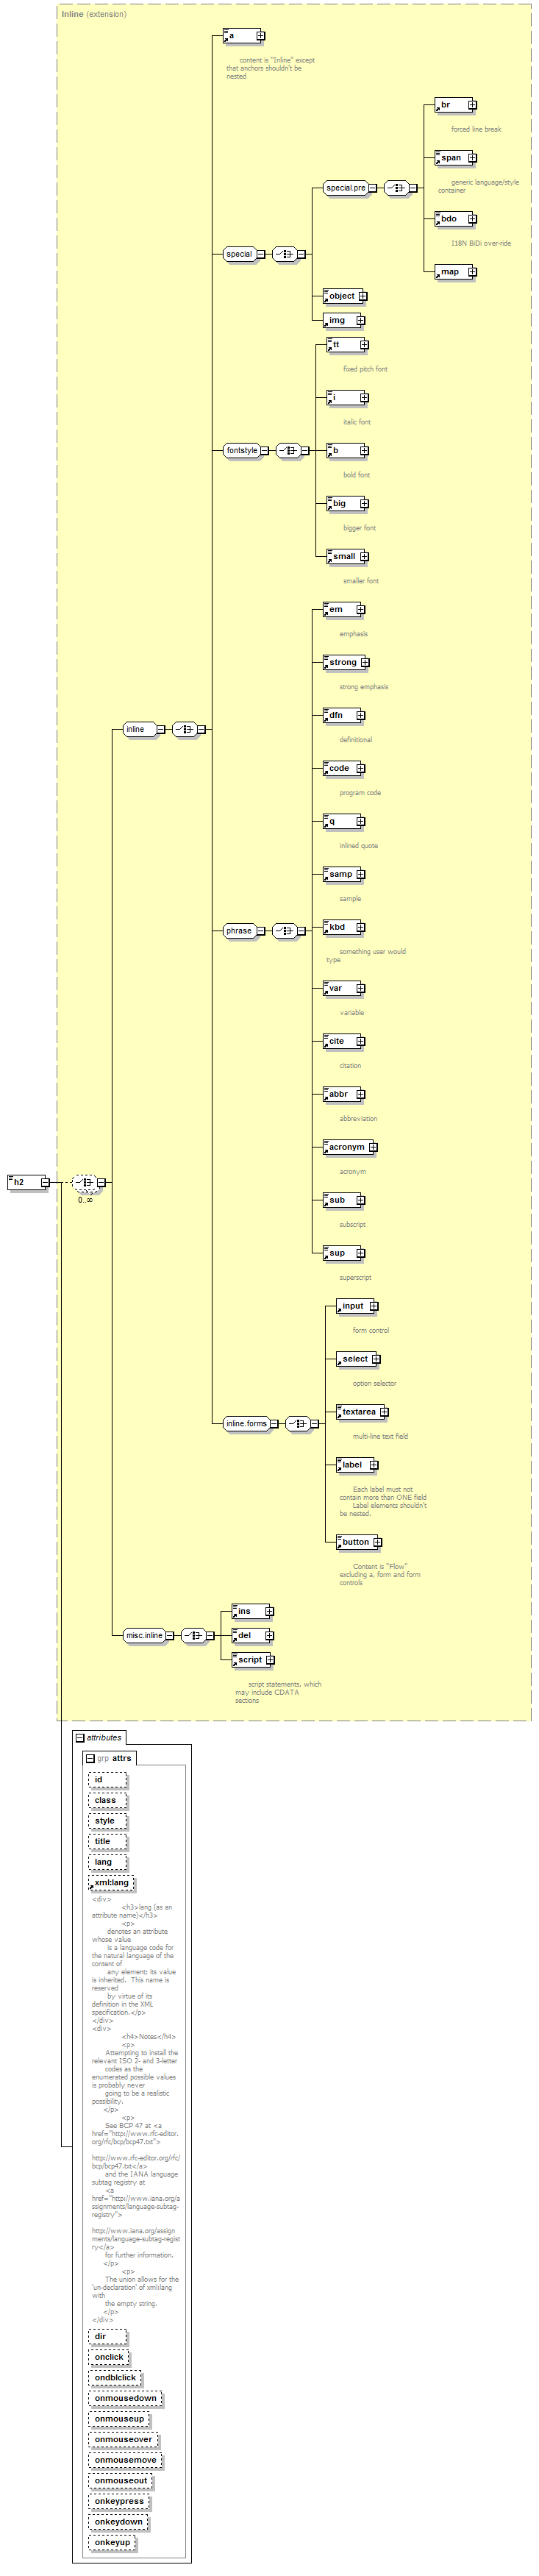 Inline (extension)
a
content is "Inline" except
that anchors shouldn't be
nested
br
forced line break
span
generic language/style
container
special.pre
bdo
I18N BiDi over-ride
special
map
object
img
tt
fixed pitch font
i
italic font
fontstyle
b
bold font
big
bigger font
small
smaller font
em
emphasis
strong
strong emphasis
inline
dfn
definitional
code
program code
q
inlined quote
samp
sample
phrase
kbd
something user would
type
var
variable
cite
citation
abbr
abbreviation
acronym
acronym
h2
0..∞
sub
subscript
sup
superscript
input
form control
select
option selector
textarea
multi-line text field
inline.forms
label
Each label must not
contain more than ONE field
Label elements shouldn't
be nested.
button
Content is "Flow"
excluding a, form and form
controls
ins
misc.inline
del
script
script statements, which
may include CDATA
sections
attributes
grp attrs
id
class
style
title
lang
xml:lang
<div>
<h3>lang (as an
attribute name)</h3>
<p>
denotes an attribute
whose value
is a language code for
the natural language of the
content of
any element; its value
is inherited. This name is
reserved
by virtue of its
definition in the XML
specification.</p>
</div>
<div>
<h4>Notes</h4>
<p>
Attempting to install the
relevant ISO 2- and 3-letter
codes as the
enumerated possible values
is probably never
going to be a realistic
possibility.
</p>
<p>
See BCP 47 at <a
href="http://www.rfc-editor.
org/rfc/bcp/bcp47.txt">
http://www.rfc-editor.org/rfc/
bcp/bcp47.txt</a>
and the IANA language
subtag registry at
<a
href="http://www.iana.org/a
ssignments/language-subtag-
registry">
http://www.iana.org/assign
ments/language-subtag-regist
ry</a>
for further information.
</p>
<p>
The union allows for the
'un-declaration' of xml:lang
with
the empty string.
</p>
</div>
dir
onclick
ondblclick
onmousedown
onmouseup
onmouseover
onmousemove
onmouseout
onkeypress
onkeydown
onkeyup